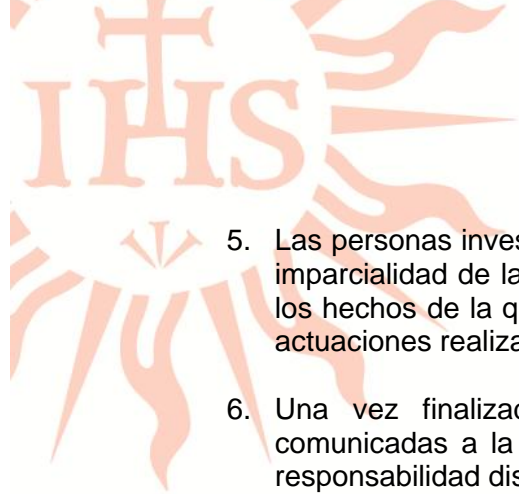 IHS
5. Las personas inves
imparcialidad de la
los hechos de la q
actuaciones realiza
6. Una vez finaliza
comunicadas a la
responsabilidad dis